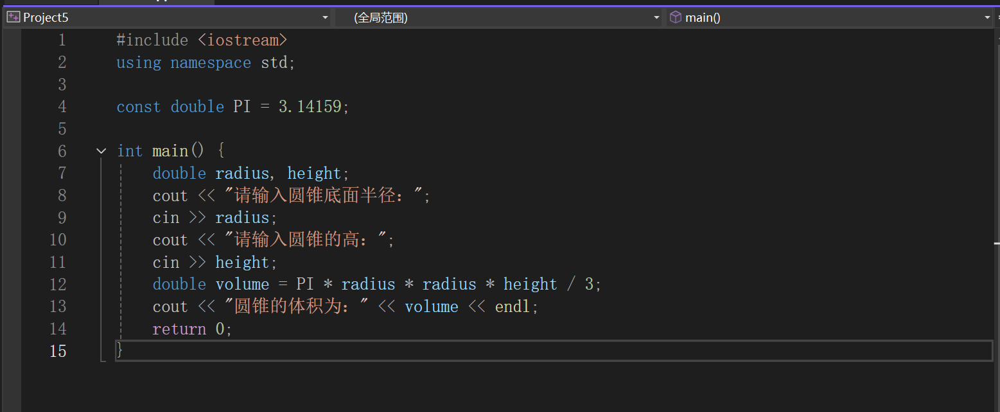 Project5 (全局范围) main()
1 #include <iostream>
2 using namespace std;
3
4 const double PI = 3.14159;
5
6 int main() {
7 double radius, height;
8 cout << "请输入圆锥底面半径：";
9 cin >> radius;
10 cout << "请输入圆锥的高：";
11 cin >> height;
12 double volume = PI * radius * radius * height / 3;
13 cout << "圆锥的体积为：" << volume << endl;
14 return 0;
15 }